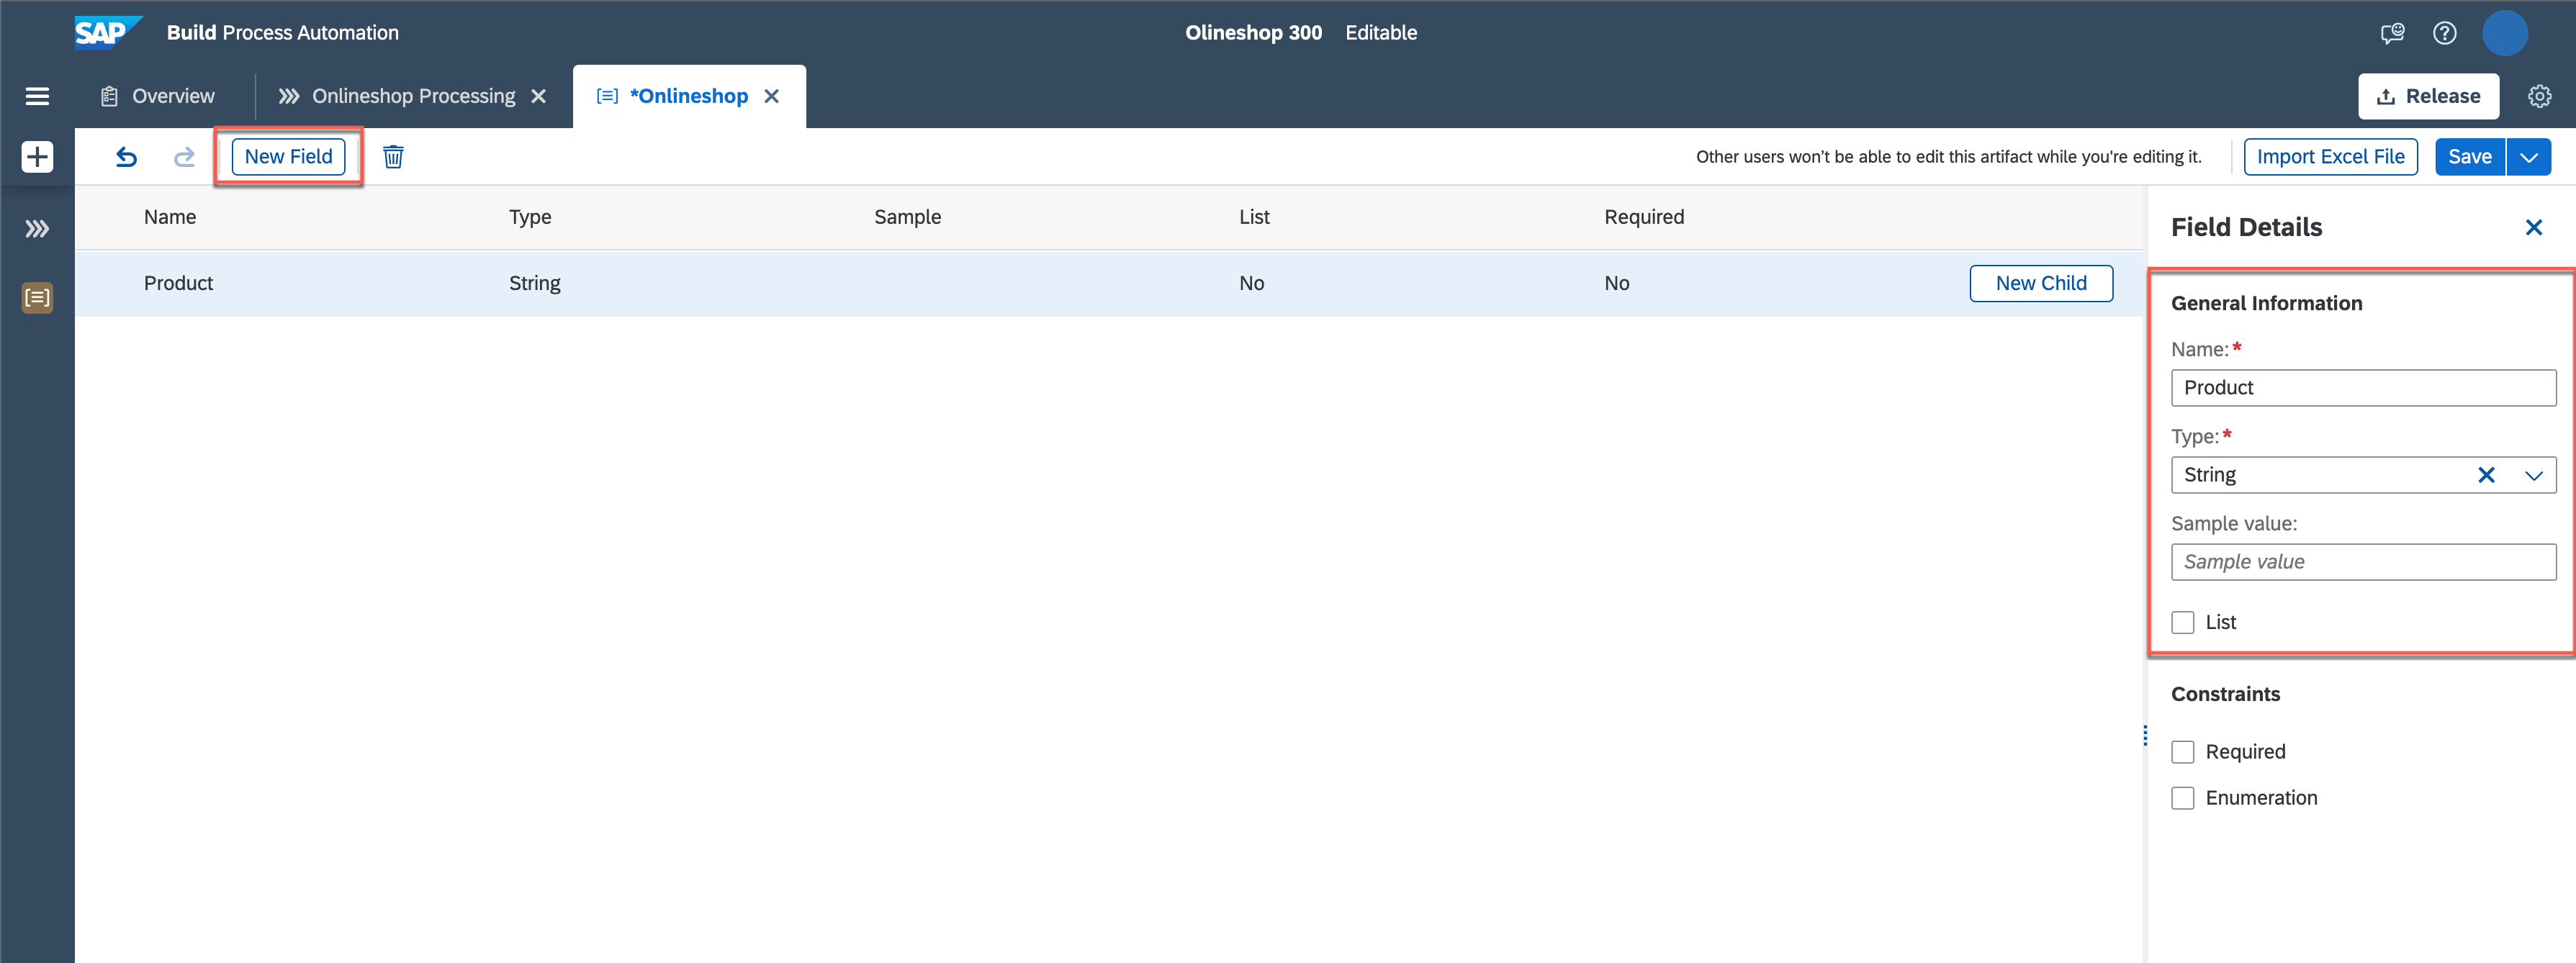 SAP Build Process Automation
Olineshop 300 Editable
Overview
Onlineshop Processing
*Onlineshop
Release
New Field
Other users won't be able to edit this artifact while you're editing it.
Import Excel File
Save
Name Type Sample List Required
Product String No No New Child
Field Details
General Information
Name:*
Product
Type:*
String
Sample value:
Sample value
List
Constraints
Required
Enumeration